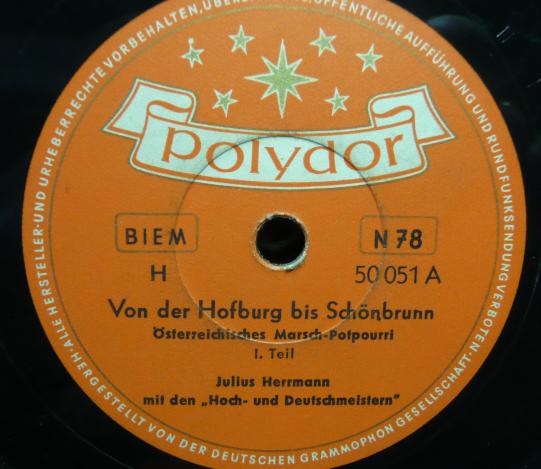 polydor
BIEM
N 78
H
50 051 A
Von der Hofburg bis Schönbrunn
Österreichisches Marsch-Potpourri
I. Teil
Julius Herrmann
mit den „Hoch- und Deutschmeistern“
ALLE HERSTELLER- UND URHEBERRECHTE VORBEHALTEN, ÖFFENTLICHE AUFFÜHRUNG UND RUNDFUNKSENDUNG VERBOTEN · HERGESTELLT VON DER DEUTSCHEN GRAMMOPHON GESELLSCHAFT ·